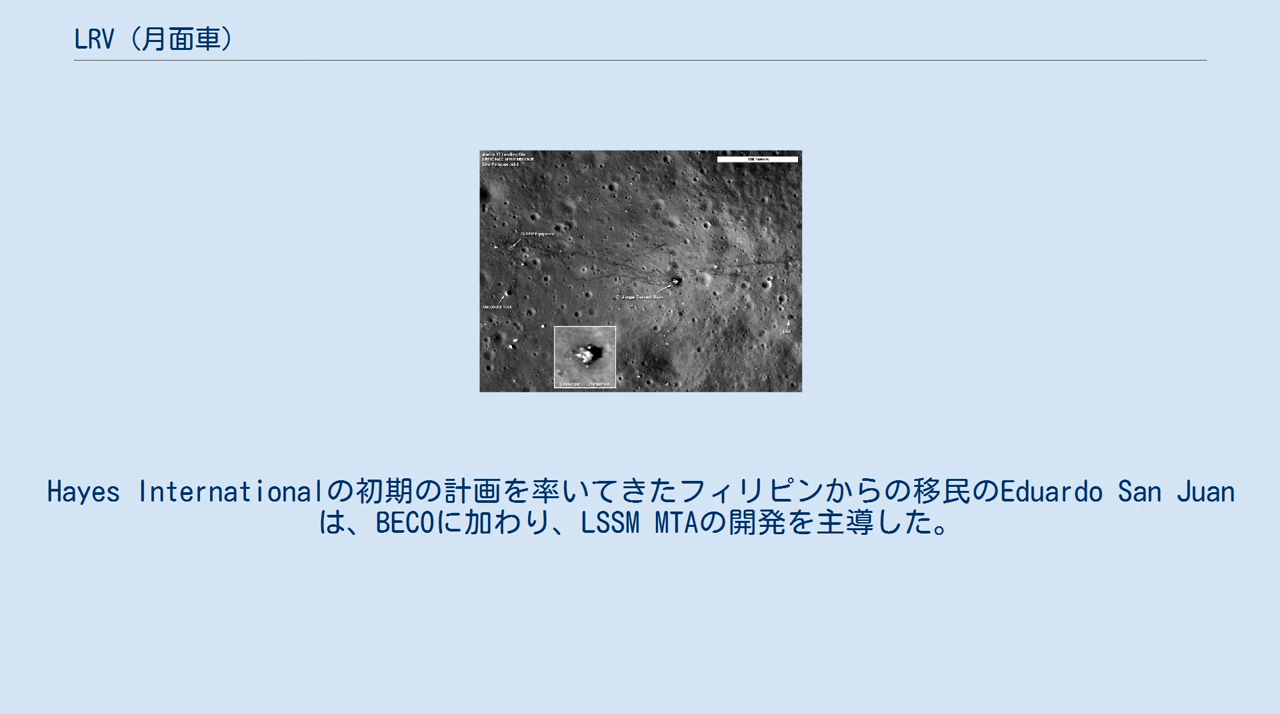 LRV（月面車）
Hayes Internationalの初期の計画を率いてきたフィリピンからの移民のEduardo San Juan
は、BECOに加わり、LSSM MTAの開発を主導した。